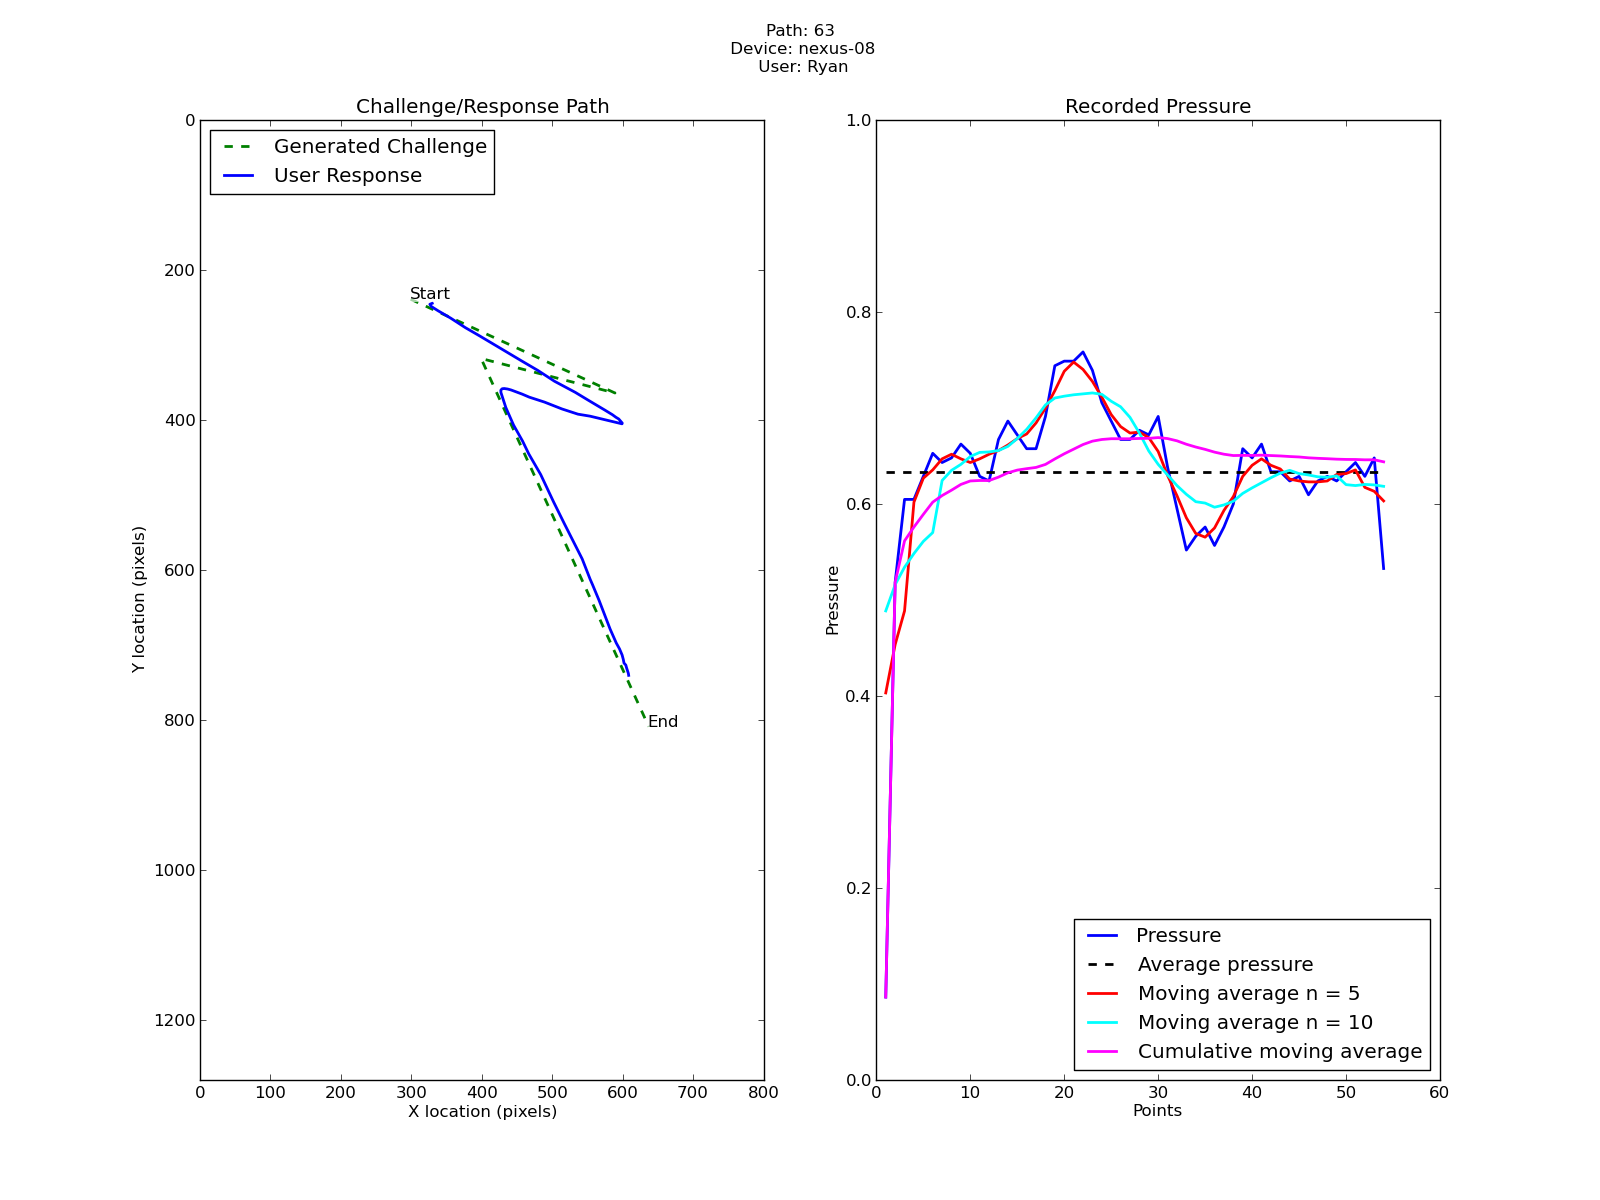 Path: 63
Device: nexus-08
User: Ryan
Challenge/Response Path
0
200
400
600
800
1000
1200
Y location (pixels)
Generated Challenge
User Response
Start
End
0 100 200 300 400 500 600 700 800
X location (pixels)
Recorded Pressure
1.0
0.8
0.6
0.4
0.2
0.0
Pressure
Pressure
Average pressure
Moving average n = 5
Moving average n = 10
Cumulative moving average
0 10 20 30 40 50 60
Points